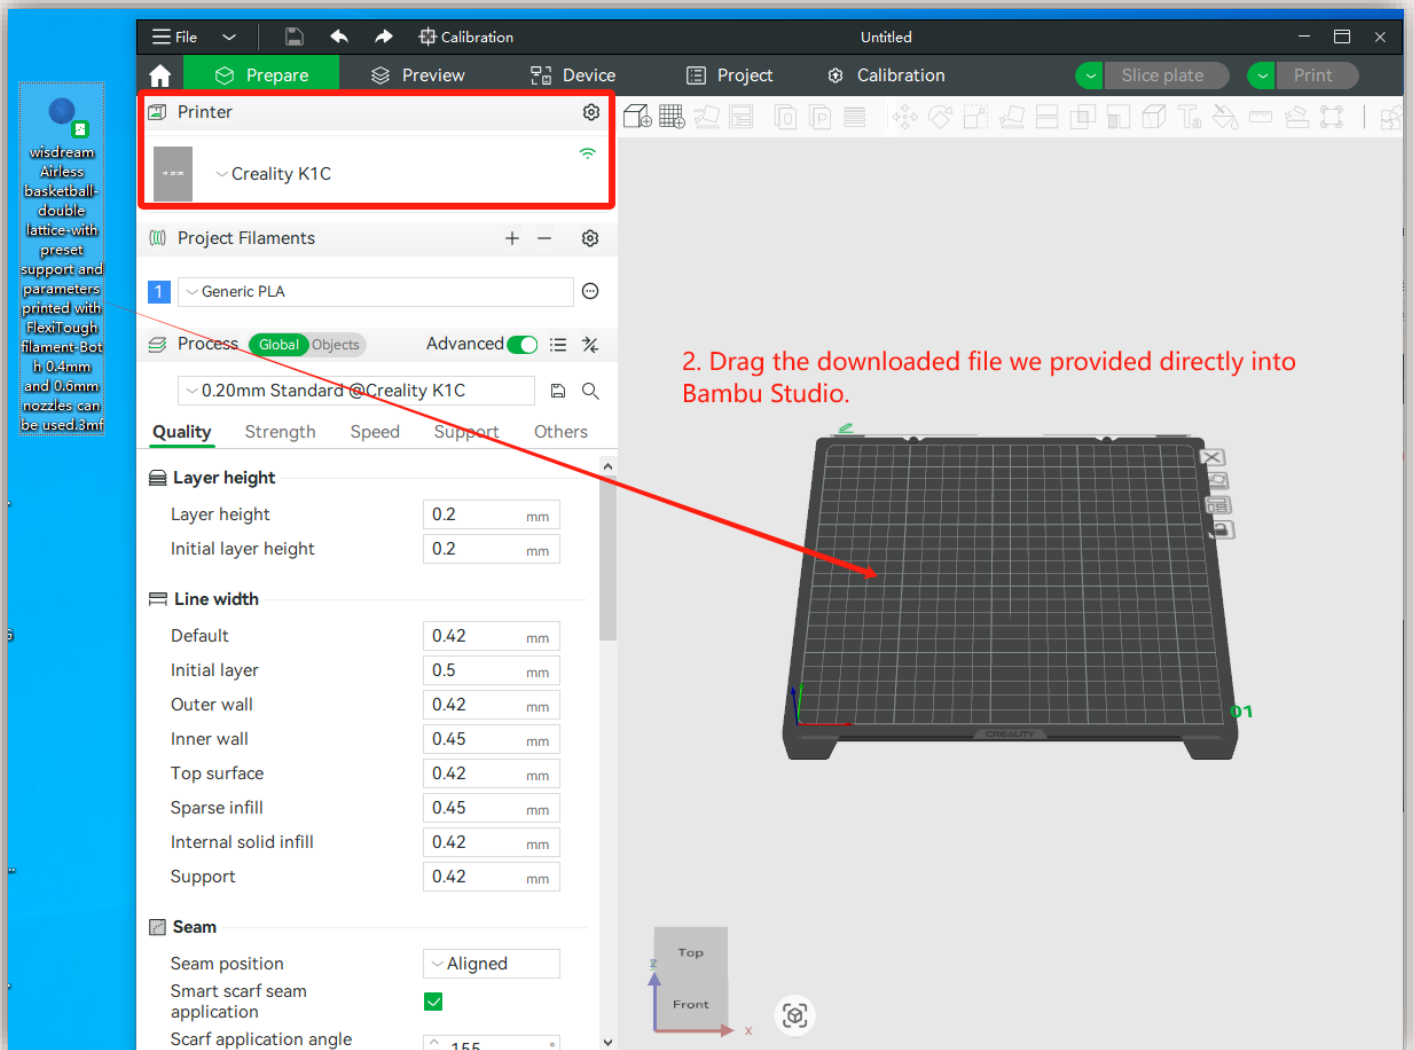 File
Calibration
Untitled
Prepare
Preview
Device
Project
Calibration
Slice plate
Print
wisdream
Airless
basketball-
double
lattice-with
preset
support and
parameters
printed with
FlexiTough
filament-Bot
h 0.4mm
and 0.6mm
nozzles can
be used.3mf
Printer
Creality K1C
Project Filaments
1 Generic PLA
Process Global Objects Advanced
0.20mm Standard @Creality K1C
Quality Strength Speed Support Others
Layer height
Layer height 0.2 mm
Initial layer height 0.2 mm
Line width
Default 0.42 mm
Initial layer 0.5 mm
Outer wall 0.42 mm
Inner wall 0.45 mm
Top surface 0.42 mm
Sparse infill 0.45 mm
Internal solid infill 0.42 mm
Support 0.42 mm
Seam
Seam position Aligned
Smart scarf seam
application
Scarf application angle 155 °
2. Drag the downloaded file we provided directly into
Bambu Studio.
CREALITY
01
Top
Front
z
x